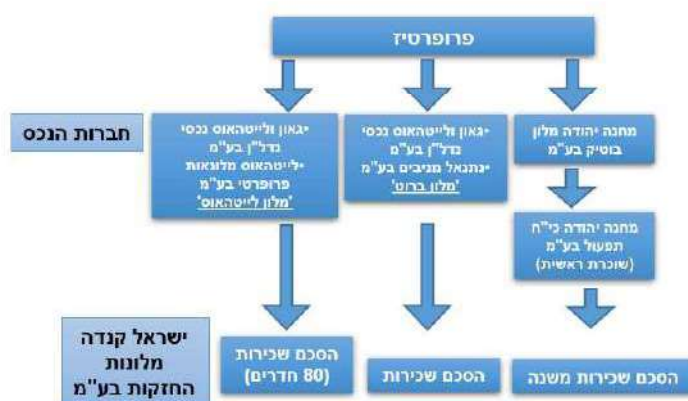 פרופרטיז
חברות הנכס
מחנה יהודה מלון
בוטיק בע"מ
•גאון ולייטהאוס נכסי
נדל"ן בע"מ
•נתנאל מניבים בע"מ
'מלון ברוט'
•גאון ולייטהאוס נכסי
נדל"ן בע"מ
•לייטהאוס מלונאות
פרופרטי בע"מ
'מלון לייטהאוס'
מחנה יהודה כי"ח
תפעול בע"מ
(שוכרת ראשית)
ישראל קנדה
מלונות
החזקות בע"מ
הסכם שכירות משנה
הסכם שכירות
הסכם שכירות
(80 חדרים)